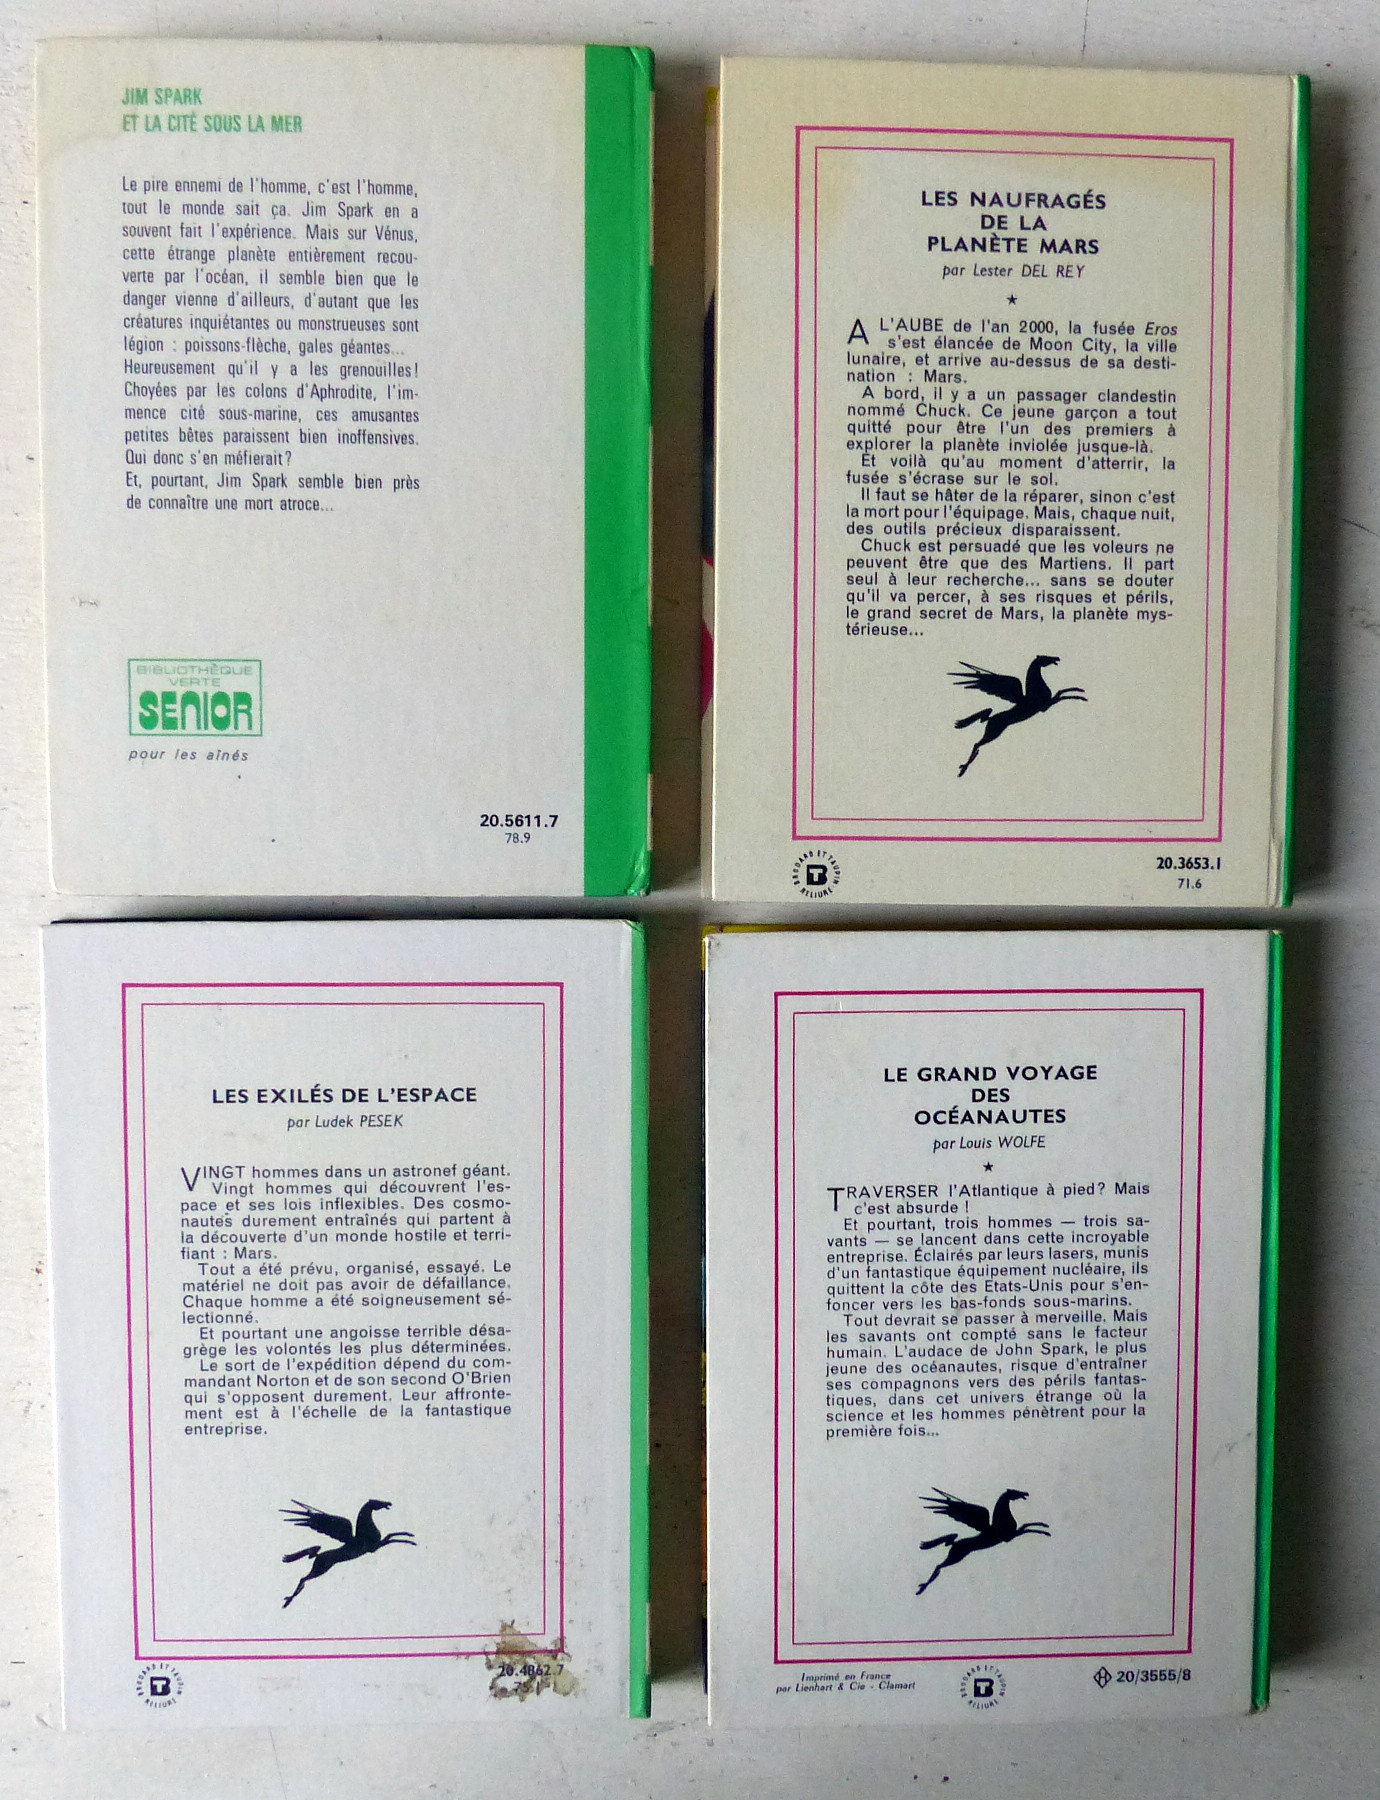 JIM SPARK
ET LA CITÉ SOUS LA MER
Le pire ennemi de l'homme, c'est l'homme,
tout le monde sait ça. Jim Spark en a
souvent fait l'expérience. Mais sur Vénus,
cette étrange planète entièrement recou-
verte par l'océan, il semble bien que le
danger vienne d'ailleurs, d'autant que les
créatures inquiétantes ou monstrueuses sont
légion : poissons-flèche, gales géantes...
Heureusement qu'il y a les grenouilles!
Choyées par les colons d'Aphrodite, l'im-
mence cité sous-marine, ces amusantes
petites bêtes paraissent bien inoffensives.
Qui donc s'en méfierait?
Et, pourtant, Jim Spark semble bien près
de connaître une mort atroce...
BIBLIOTHÈQUE
VERTE
SENIOR
pour les aînés
20.5611.7
78.9
LES NAUFRAGÉS
DE LA
PLANÈTE MARS
par Lester DEL REY
★
A L'AUBE de l'an 2000, la fusée Eros
s'est élancée de Moon City, la ville
lunaire, et arrive au-dessus de sa desti-
nation : Mars.
A bord, il y a un passager clandestin
nommé Chuck. Ce jeune garçon a tout
quitté pour être l'un des premiers à
explorer la planète inviolée jusque-là.
Et voilà qu'au moment d'atterrir, la
fusée s'écrase sur le sol.
Il faut se hâter de la réparer, sinon c'est
la mort pour l'équipage. Mais, chaque nuit,
des outils précieux disparaissent.
Chuck est persuadé que les voleurs ne
peuvent être que des Martiens. Il part
seul à leur recherche... sans se douter
qu'il va percer, à ses risques et périls,
le grand secret de Mars, la planète mys-
térieuse...
BRODARD ET TAUPIN
BT
RELIURE
20.3653.1
71.6
LES EXILÉS DE L'ESPACE
par Ludek PESEK
VINGT hommes dans un astronef géant.
Vingt hommes qui découvrent l'es-
pace et ses lois inflexibles. Des cosmo-
nautes durement entraînés qui partent à
la découverte d'un monde hostile et terri-
fiant : Mars.
Tout a été prévu, organisé, essayé. Le
matériel ne doit pas avoir de défaillance.
Chaque homme a été soigneusement sé-
lectionné.
Et pourtant une angoisse terrible désa-
grège les volontés les plus déterminées.
Le sort de l'expédition dépend du com-
mandant Norton et de son second O'Brien
qui s'opposent durement. Leur affronte-
ment est à l'échelle de la fantastique
entreprise.
BRODARD ET TAUPIN
BT
RELIURE
20.4862.7
LE GRAND VOYAGE
DES
OCÉANAUTES
par Louis WOLFE
★
TRAVERSER l'Atlantique à pied? Mais
c'est absurde !
Et pourtant, trois hommes — trois sa-
vants — se lancent dans cette incroyable
entreprise. Éclairés par leurs lasers, munis
d'un fantastique équipement nucléaire, ils
quittent la côte des Etats-Unis pour s'en-
foncer vers les bas-fonds sous-marins.
Tout devrait se passer à merveille. Mais
les savants ont compté sans le facteur
humain. L'audace de John Spark, le plus
jeune des océanautes, risque d'entraîner
ses compagnons vers des périls fantas-
tiques, dans cet univers étrange où la
science et les hommes pénètrent pour la
première fois...
Imprimé en France
par Lienhart & Cie - Clamart
BRODARD ET TAUPIN
BT
RELIURE
H 20/3555/8